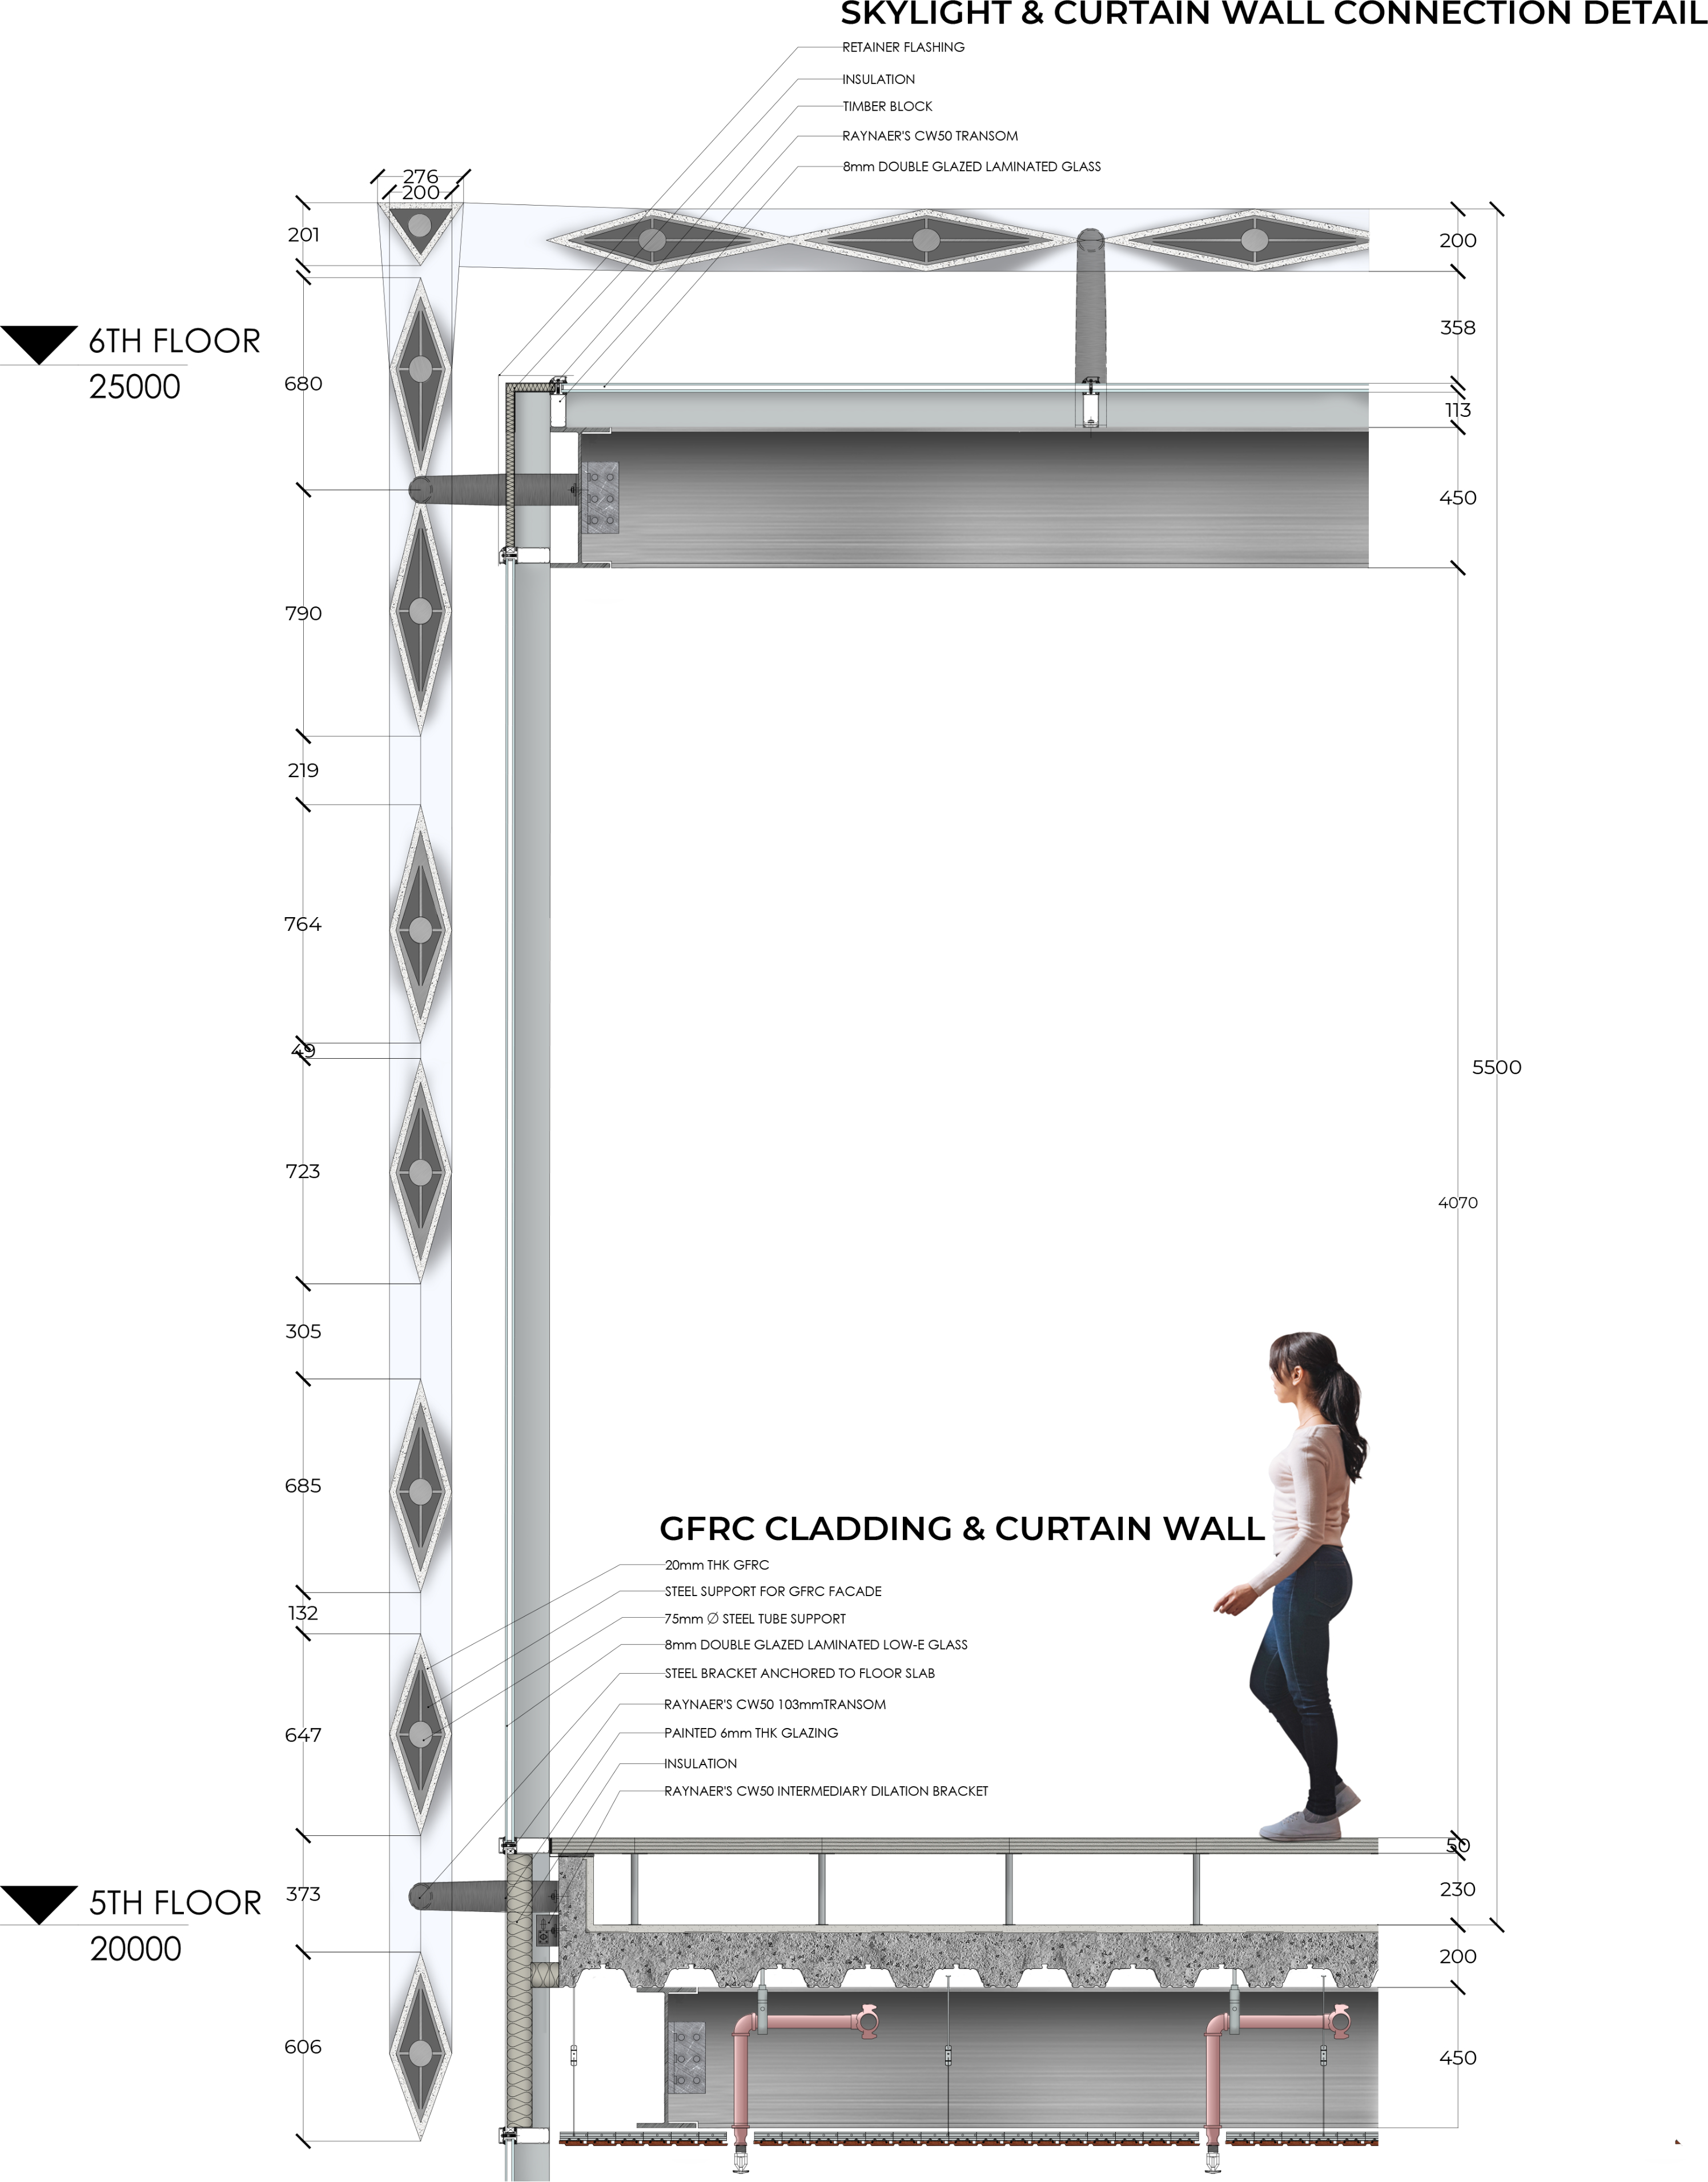 SKYLIGHT & CURTAIN WALL CONNECTION DETAIL
RETAINER FLASHING
INSULATION
TIMBER BLOCK
RAYNAER'S CW50 TRANSOM
8mm DOUBLE GLAZED LAMINATED GLASS
276
200
201
200
6TH FLOOR
25000
358
680
113
450
790
219
764
49
5500
723
4070
305
685
GFRC CLADDING & CURTAIN WALL
20mm THK GFRC
STEEL SUPPORT FOR GFRC FACADE
132
75mm Ø STEEL TUBE SUPPORT
8mm DOUBLE GLAZED LAMINATED LOW-E GLASS
STEEL BRACKET ANCHORED TO FLOOR SLAB
RAYNAER'S CW50 103mmTRANSOM
647
PAINTED 6mm THK GLAZING
INSULATION
RAYNAER'S CW50 INTERMEDIARY DILATION BRACKET
50
5TH FLOOR
20000
373
230
200
606
450